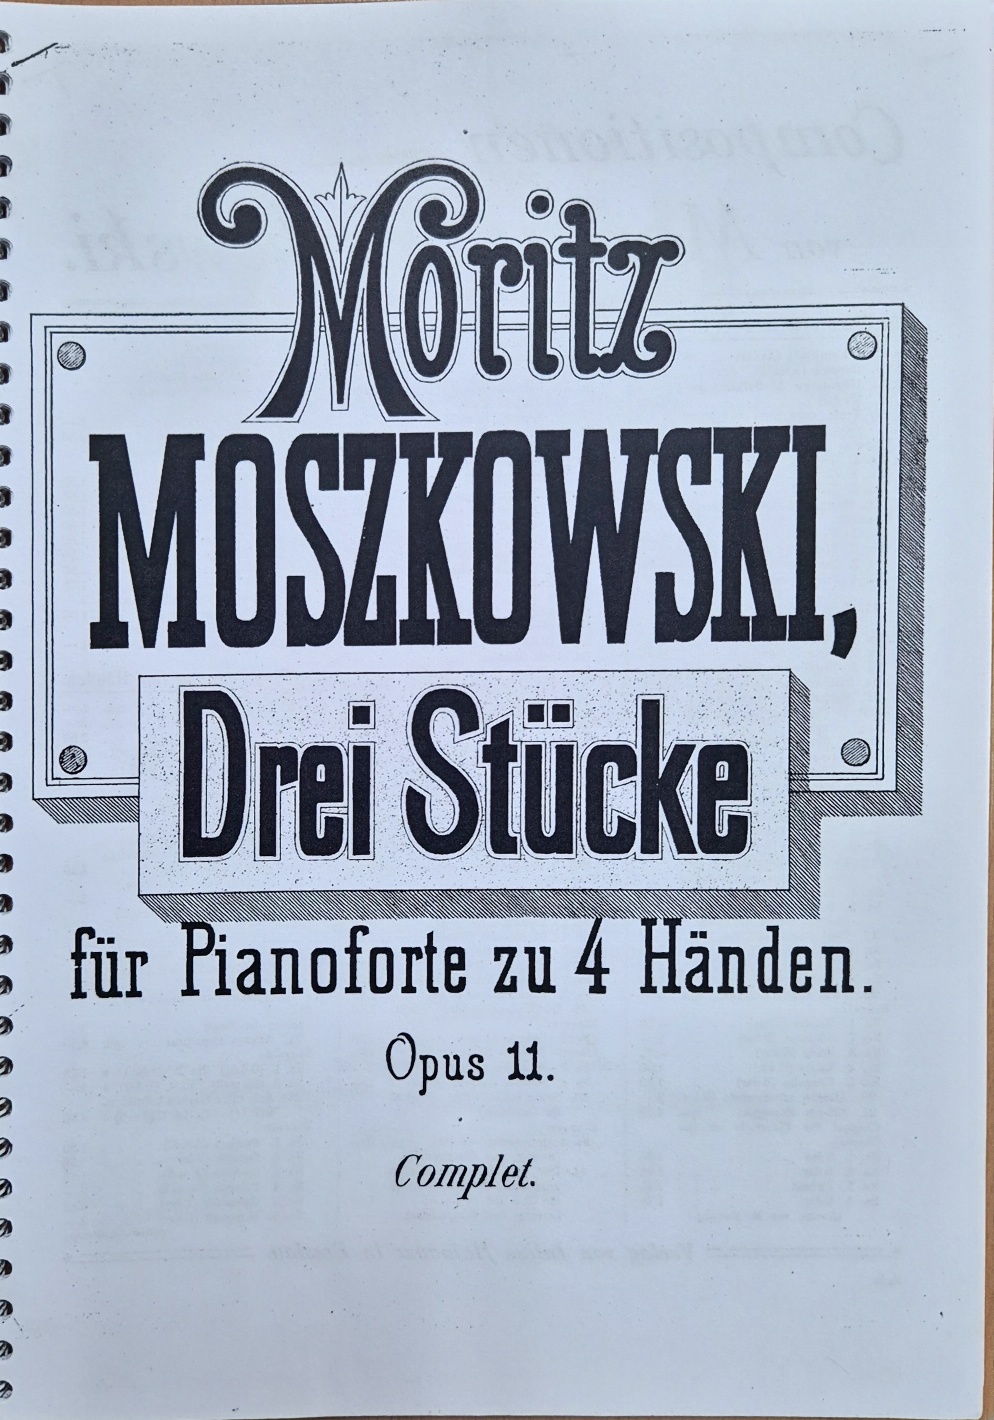 Moritz
MOSZKOWSKI,
Drei Stücke
für Pianoforte zu 4 Händen.
Opus 11.
Complet.